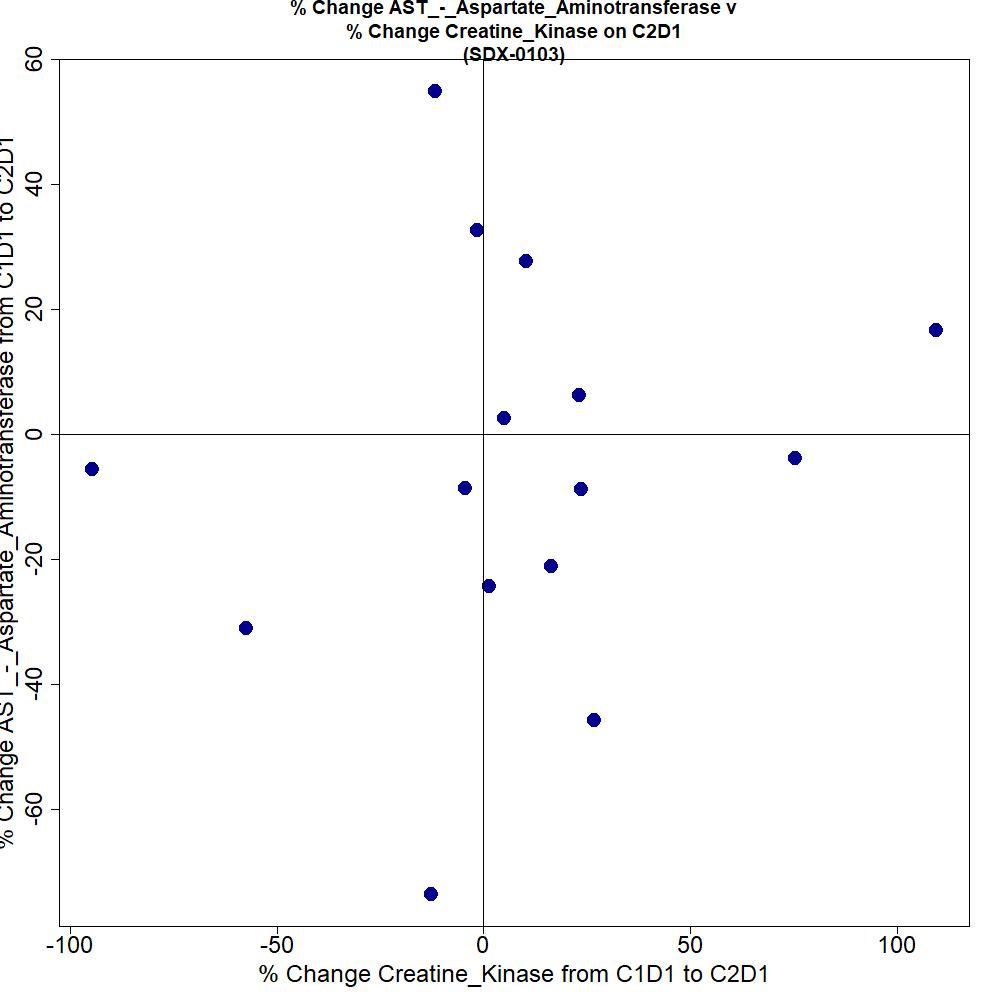 % Change AST_-_Aspartate_Aminotransferase v
% Change Creatine_Kinase on C2D1
(SDX-0103)
% Change AST_-_Aspartate_Aminotransferase from C1D1 to C2D1
60
40
20
0
-20
-40
-60
-100
-50
0
50
100
% Change Creatine_Kinase from C1D1 to C2D1